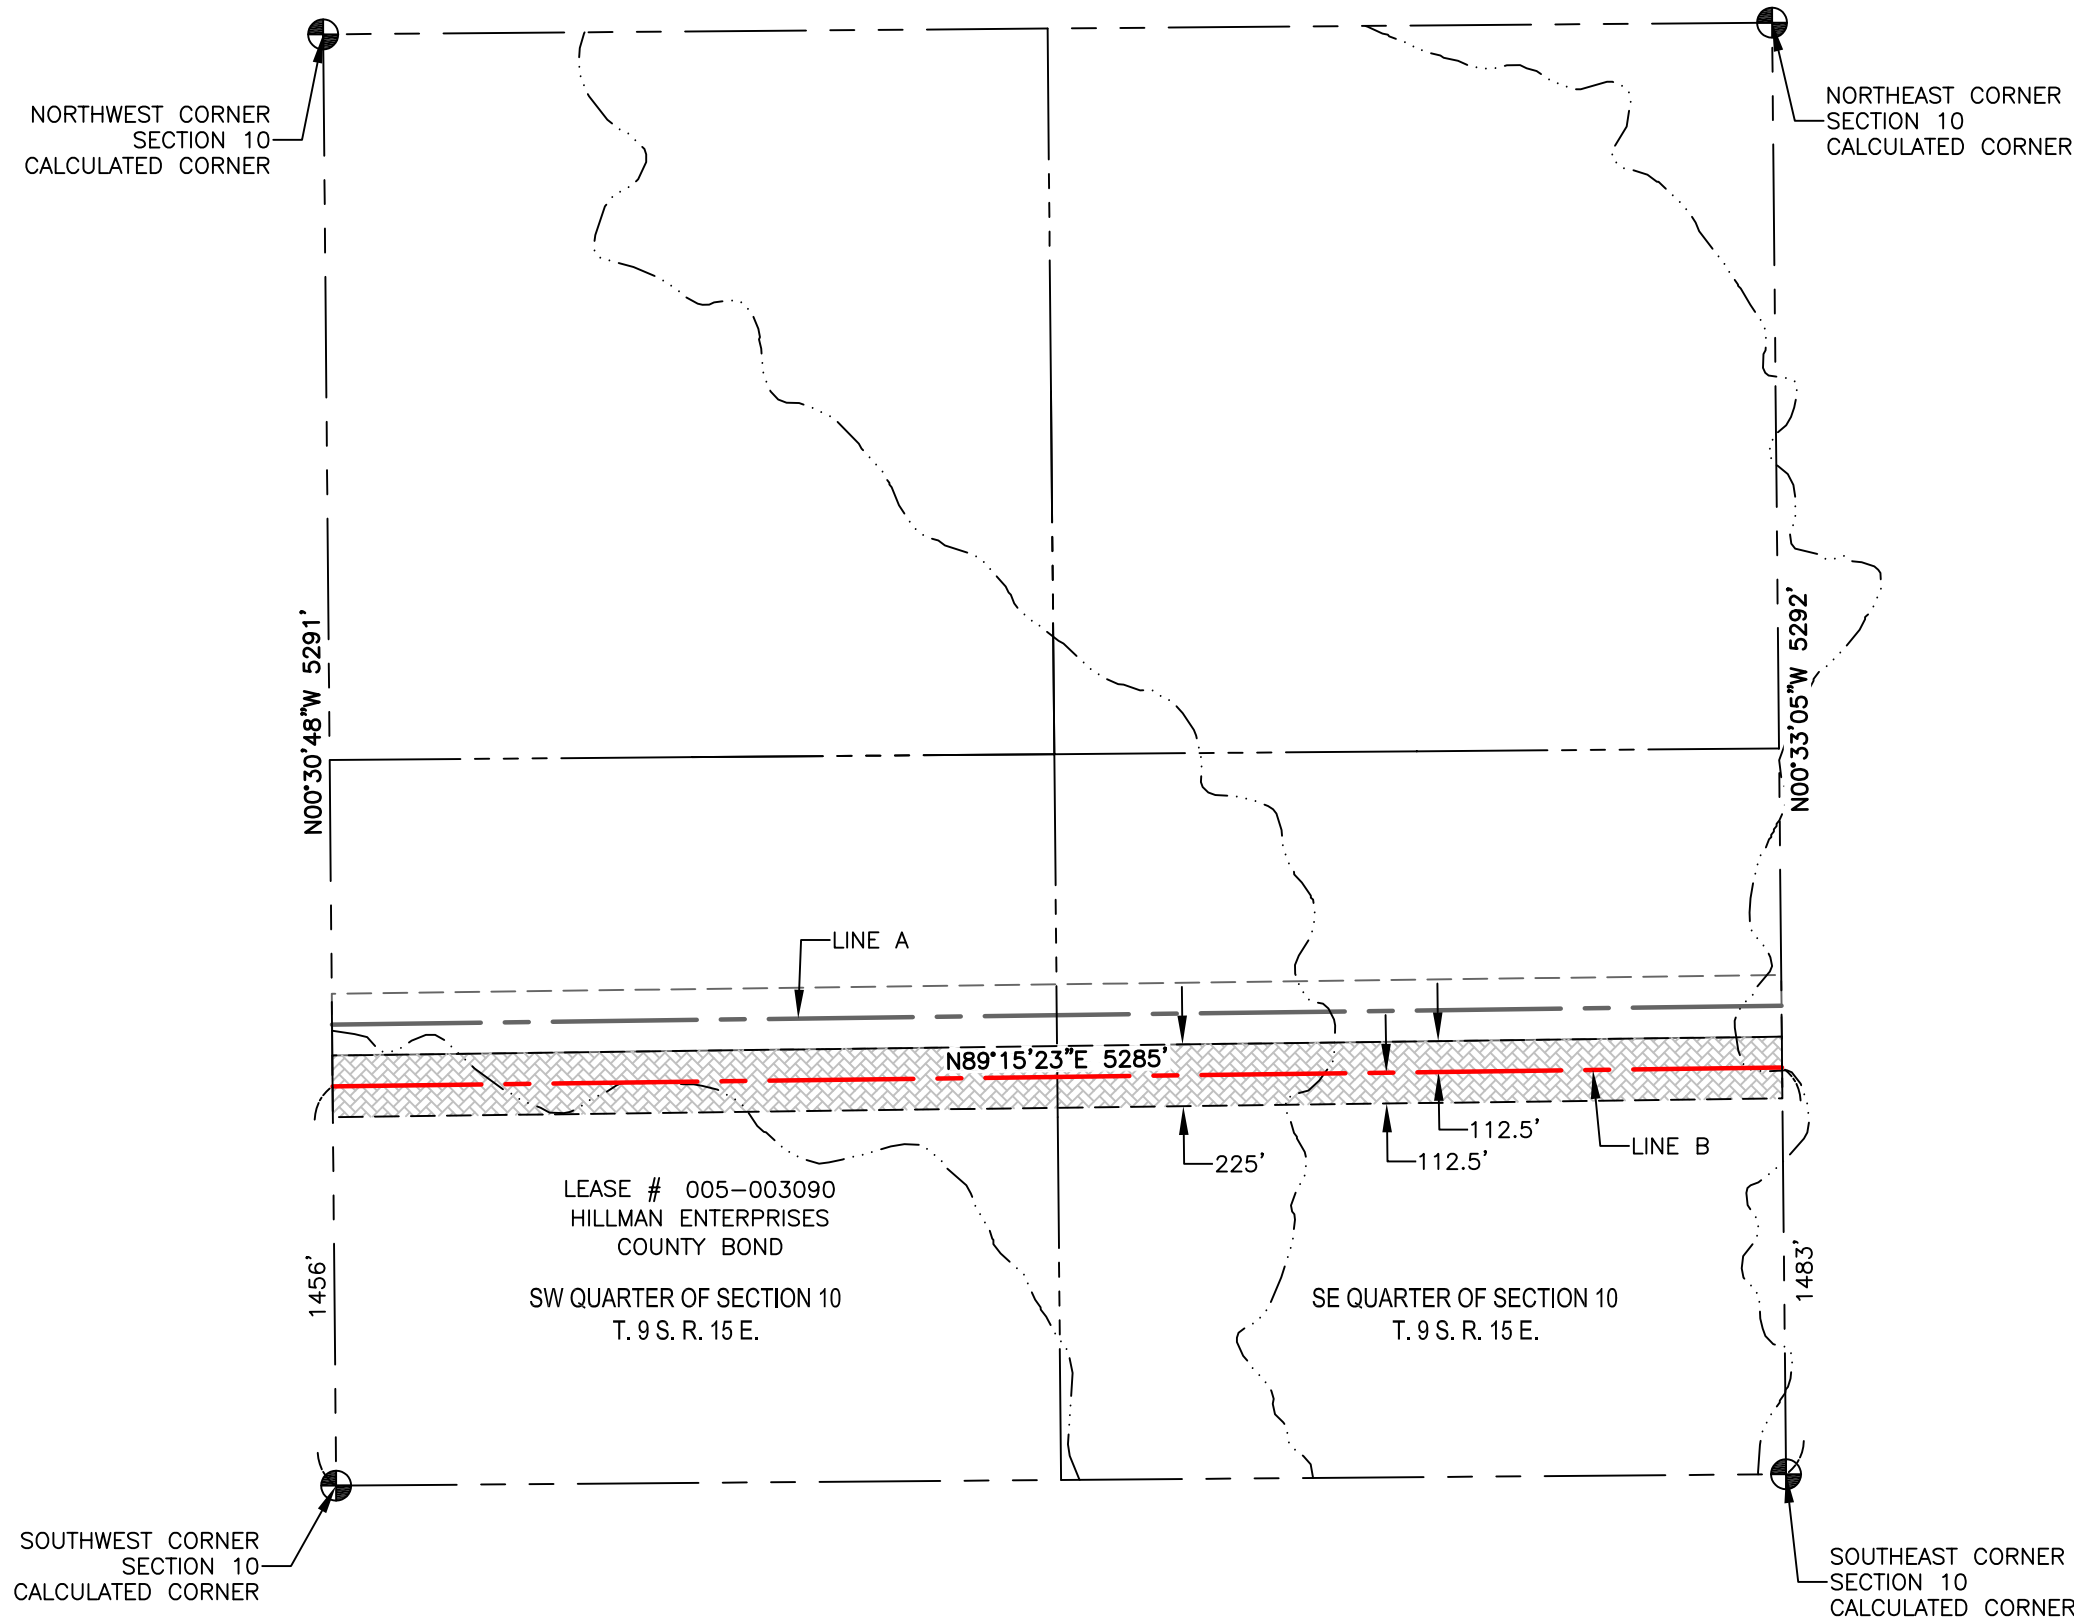 NORTHWEST CORNER
SECTION 10
CALCULATED CORNER
NORTHEAST CORNER
SECTION 10
CALCULATED CORNER
N00°30'48"W 5291'
N00°33'05"W 5292'
LINE A
N89°15'23"E 5285'
112.5'
LINE B
112.5'
225'
LEASE # 005-003090
HILLMAN ENTERPRISES
COUNTY BOND
1456'
1483'
SW QUARTER OF SECTION 10
T. 9 S. R. 15 E.
SE QUARTER OF SECTION 10
T. 9 S. R. 15 E.
SOUTHWEST CORNER
SECTION 10
CALCULATED CORNER
SOUTHEAST CORNER
SECTION 10
CALCULATED CORNER